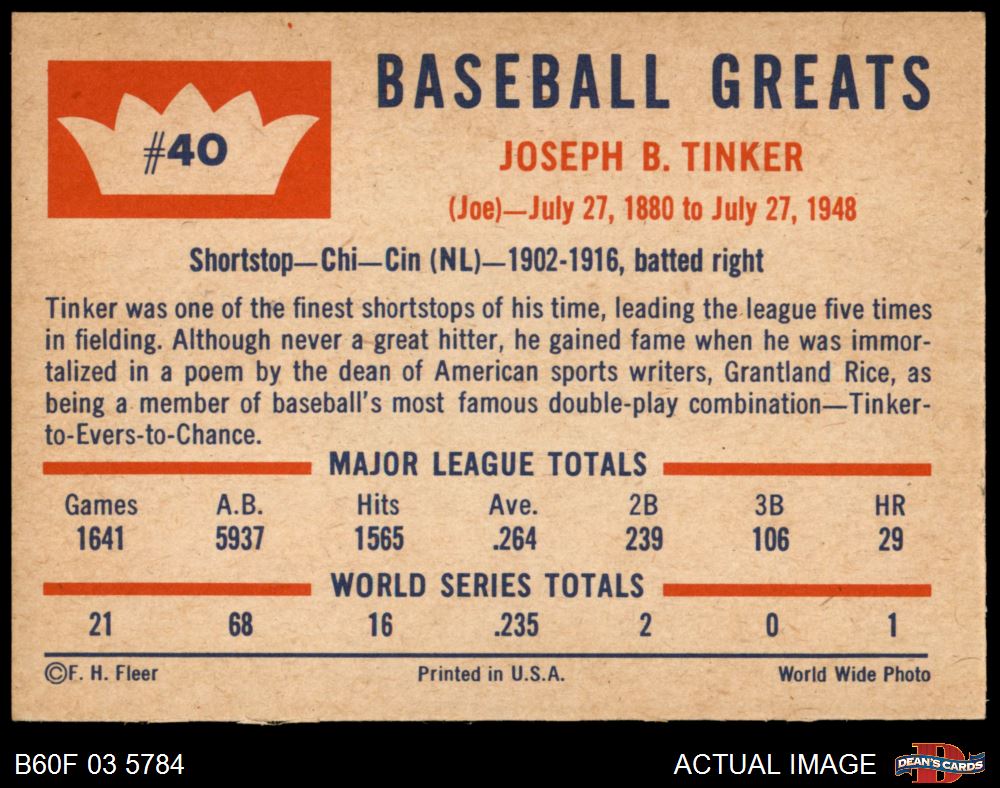 #40
BASEBALL GREATS
JOSEPH B. TINKER
(Joe)—July 27, 1880 to July 27, 1948
Shortstop—Chi—Cin (NL)—1902-1916, batted right
Tinker was one of the finest shortstops of his time, leading the league five times
in fielding. Although never a great hitter, he gained fame when he was immor-
talized in a poem by the dean of American sports writers, Grantland Rice, as
being a member of baseball's most famous double-play combination—Tinker-
to-Evers-to-Chance.
MAJOR LEAGUE TOTALS
Games A.B. Hits Ave. 2B 3B HR
1641 5937 1565 .264 239 106 29
WORLD SERIES TOTALS
21 68 16 .235 2 0 1
©F. H. Fleer Printed in U.S.A. World Wide Photo
B60F 03 5784 ACTUAL IMAGE D DEAN'S CARDS